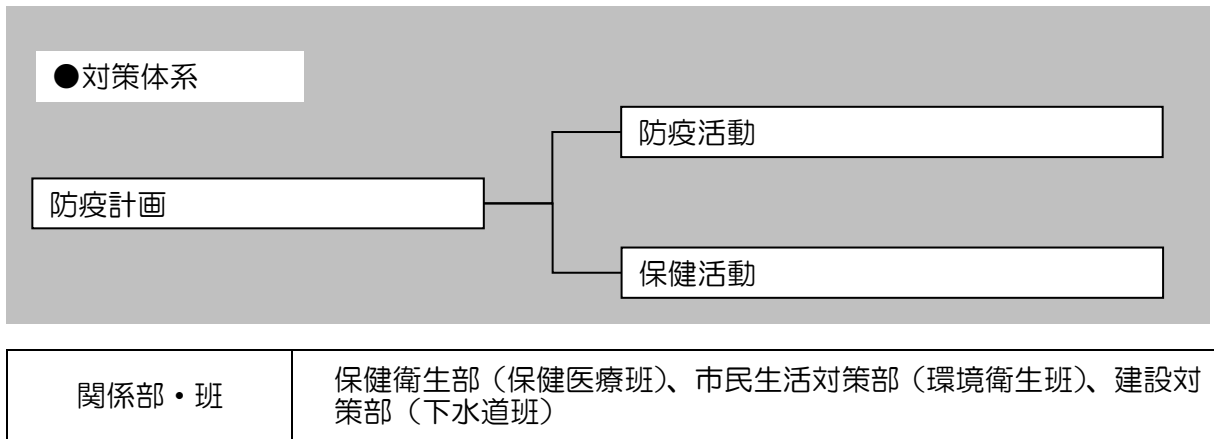 ●対策体系
防疫活動
防疫計画
保健活動
関係部・班
保健衛生部（保健医療班）、市民生活対策部（環境衛生班）、建設対
策部（下水道班）